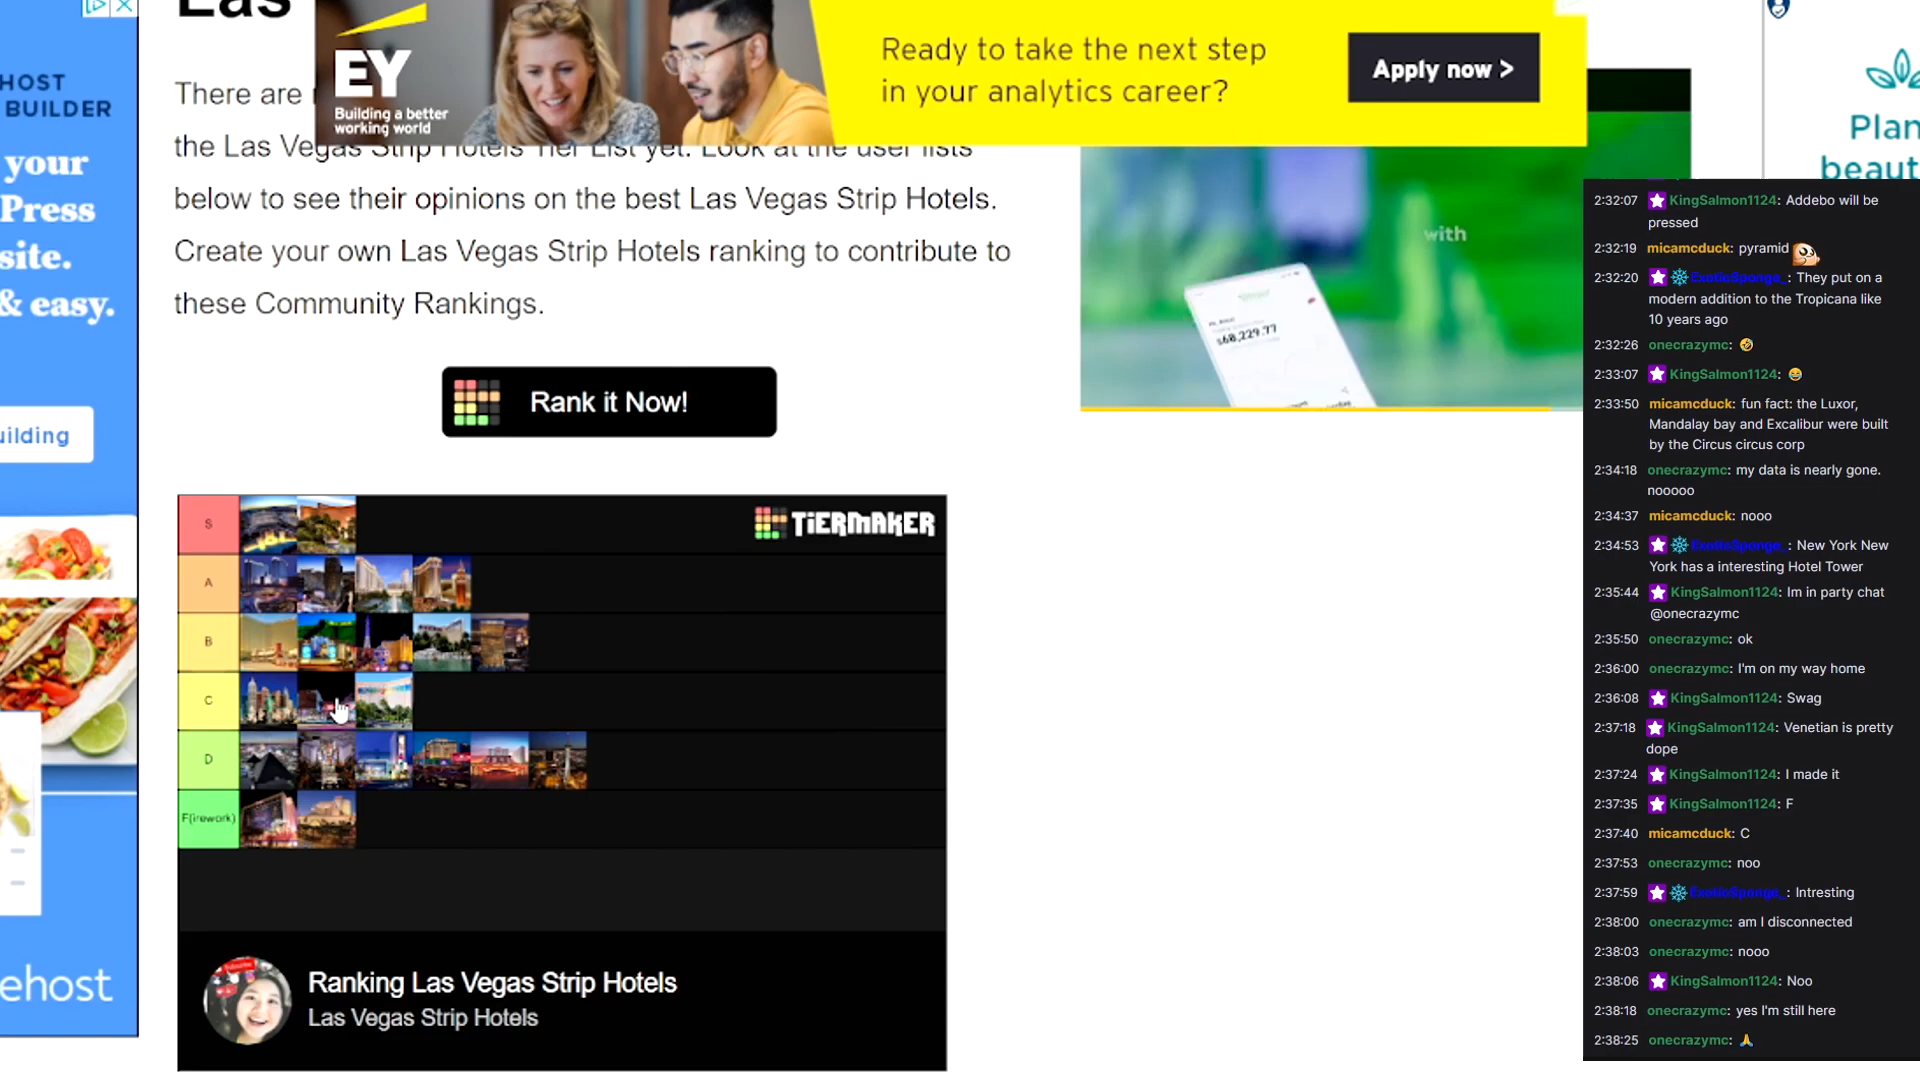 HOST
BUILDER
your
Press
site.
& easy.
uilding
ehost
Las
EY
Building a better
working world
Ready to take the next step
in your analytics career?
Apply now >
There are
the Las Vegas Strip Hotels Tier List yet. Look at the user lists
below to see their opinions on the best Las Vegas Strip Hotels.
Create your own Las Vegas Strip Hotels ranking to contribute to
these Community Rankings.
Rank it Now!
with
$68,229.77
Plan
beaut
S
TIERMAKER
A
B
C
D
F(irework)
Ranking Las Vegas Strip Hotels
Las Vegas Strip Hotels
2:32:07 KingSalmon1124: Addebo will be
pressed
2:32:19 micamcduck: pyramid
2:32:20 ExoticSponge_: They put on a
modern addition to the Tropicana like
10 years ago
2:32:26 onecrazymc: 🤣
2:33:07 KingSalmon1124: 😂
2:33:50 micamcduck: fun fact: the Luxor,
Mandalay bay and Excalibur were built
by the Circus circus corp
2:34:18 onecrazymc: my data is nearly gone.
nooooo
2:34:37 micamcduck: nooo
2:34:53 ExoticSponge_: New York New
York has a interesting Hotel Tower
2:35:44 KingSalmon1124: Im in party chat
@onecrazymc
2:35:50 onecrazymc: ok
2:36:00 onecrazymc: I'm on my way home
2:36:08 KingSalmon1124: Swag
2:37:18 KingSalmon1124: Venetian is pretty
dope
2:37:24 KingSalmon1124: I made it
2:37:35 KingSalmon1124: F
2:37:40 micamcduck: C
2:37:53 onecrazymc: noo
2:37:59 ExoticSponge_: Intresting
2:38:00 onecrazymc: am I disconnected
2:38:03 onecrazymc: nooo
2:38:06 KingSalmon1124: Noo
2:38:18 onecrazymc: yes I'm still here
2:38:25 onecrazymc: 🙏